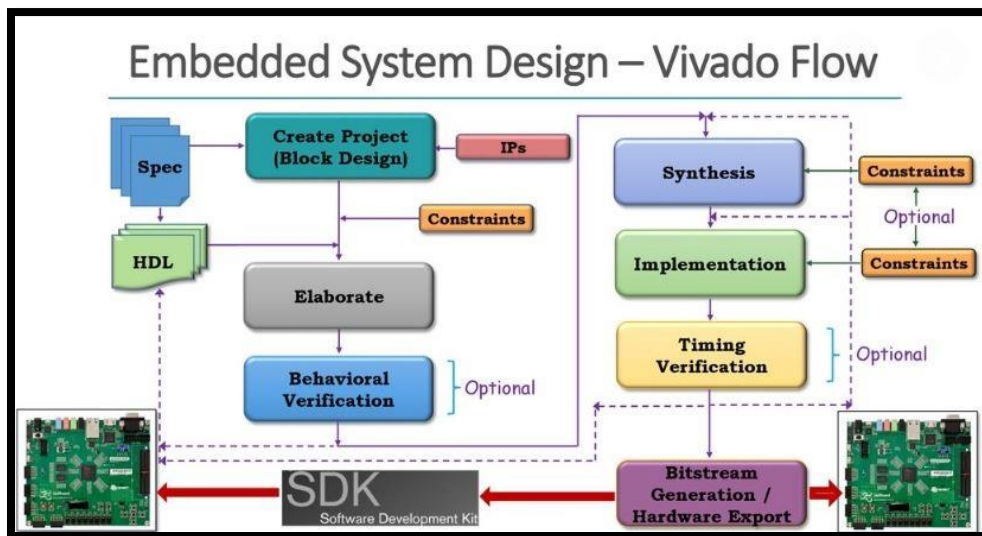 Embedded System Design – Vivado Flow
Spec
Create Project
(Block Design)
IPs
Constraints
HDL
Elaborate
Behavioral
Verification
Optional
Synthesis
Constraints
Optional
Implementation
Constraints
Timing
Verification
Optional
SDK
Software Development Kit
Bitstream
Generation /
Hardware Export